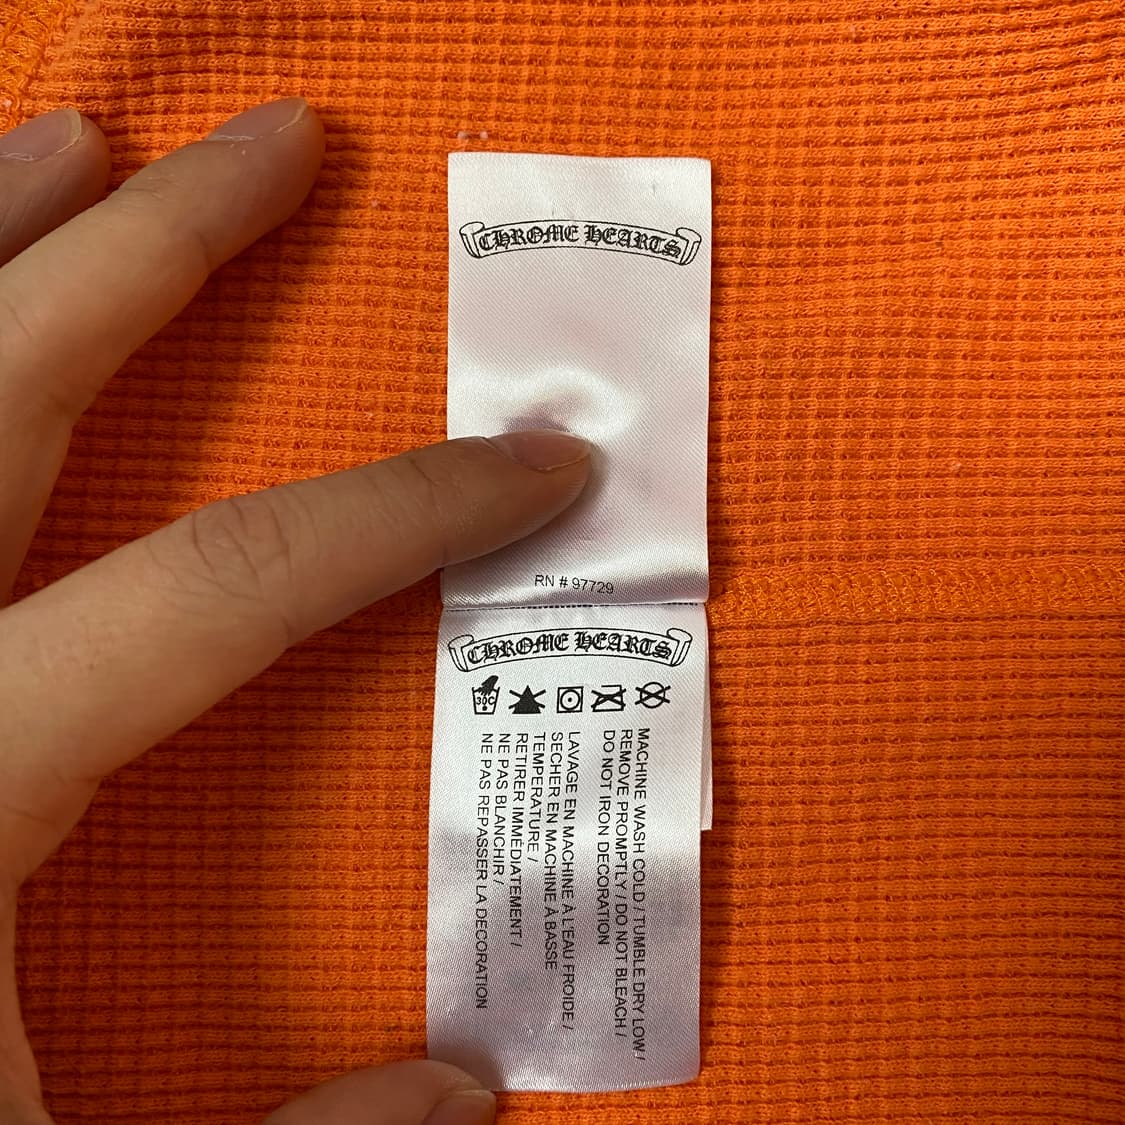 CHROME HEARTS
RN # 97729
CHROME HEARTS
30C
MACHINE WASH COLD / TUMBLE DRY LOW /
REMOVE PROMPTLY / DO NOT BLEACH /
DO NOT IRON DECORATION
LAVAGE EN MACHINE À L'EAU FROIDE /
SECHER EN MACHINE À BASSE
TEMPERATURE /
RETIRER IMMÉDIATEMENT /
NE PAS BLANCHIR /
NE PAS REPASSER LA DECORATION